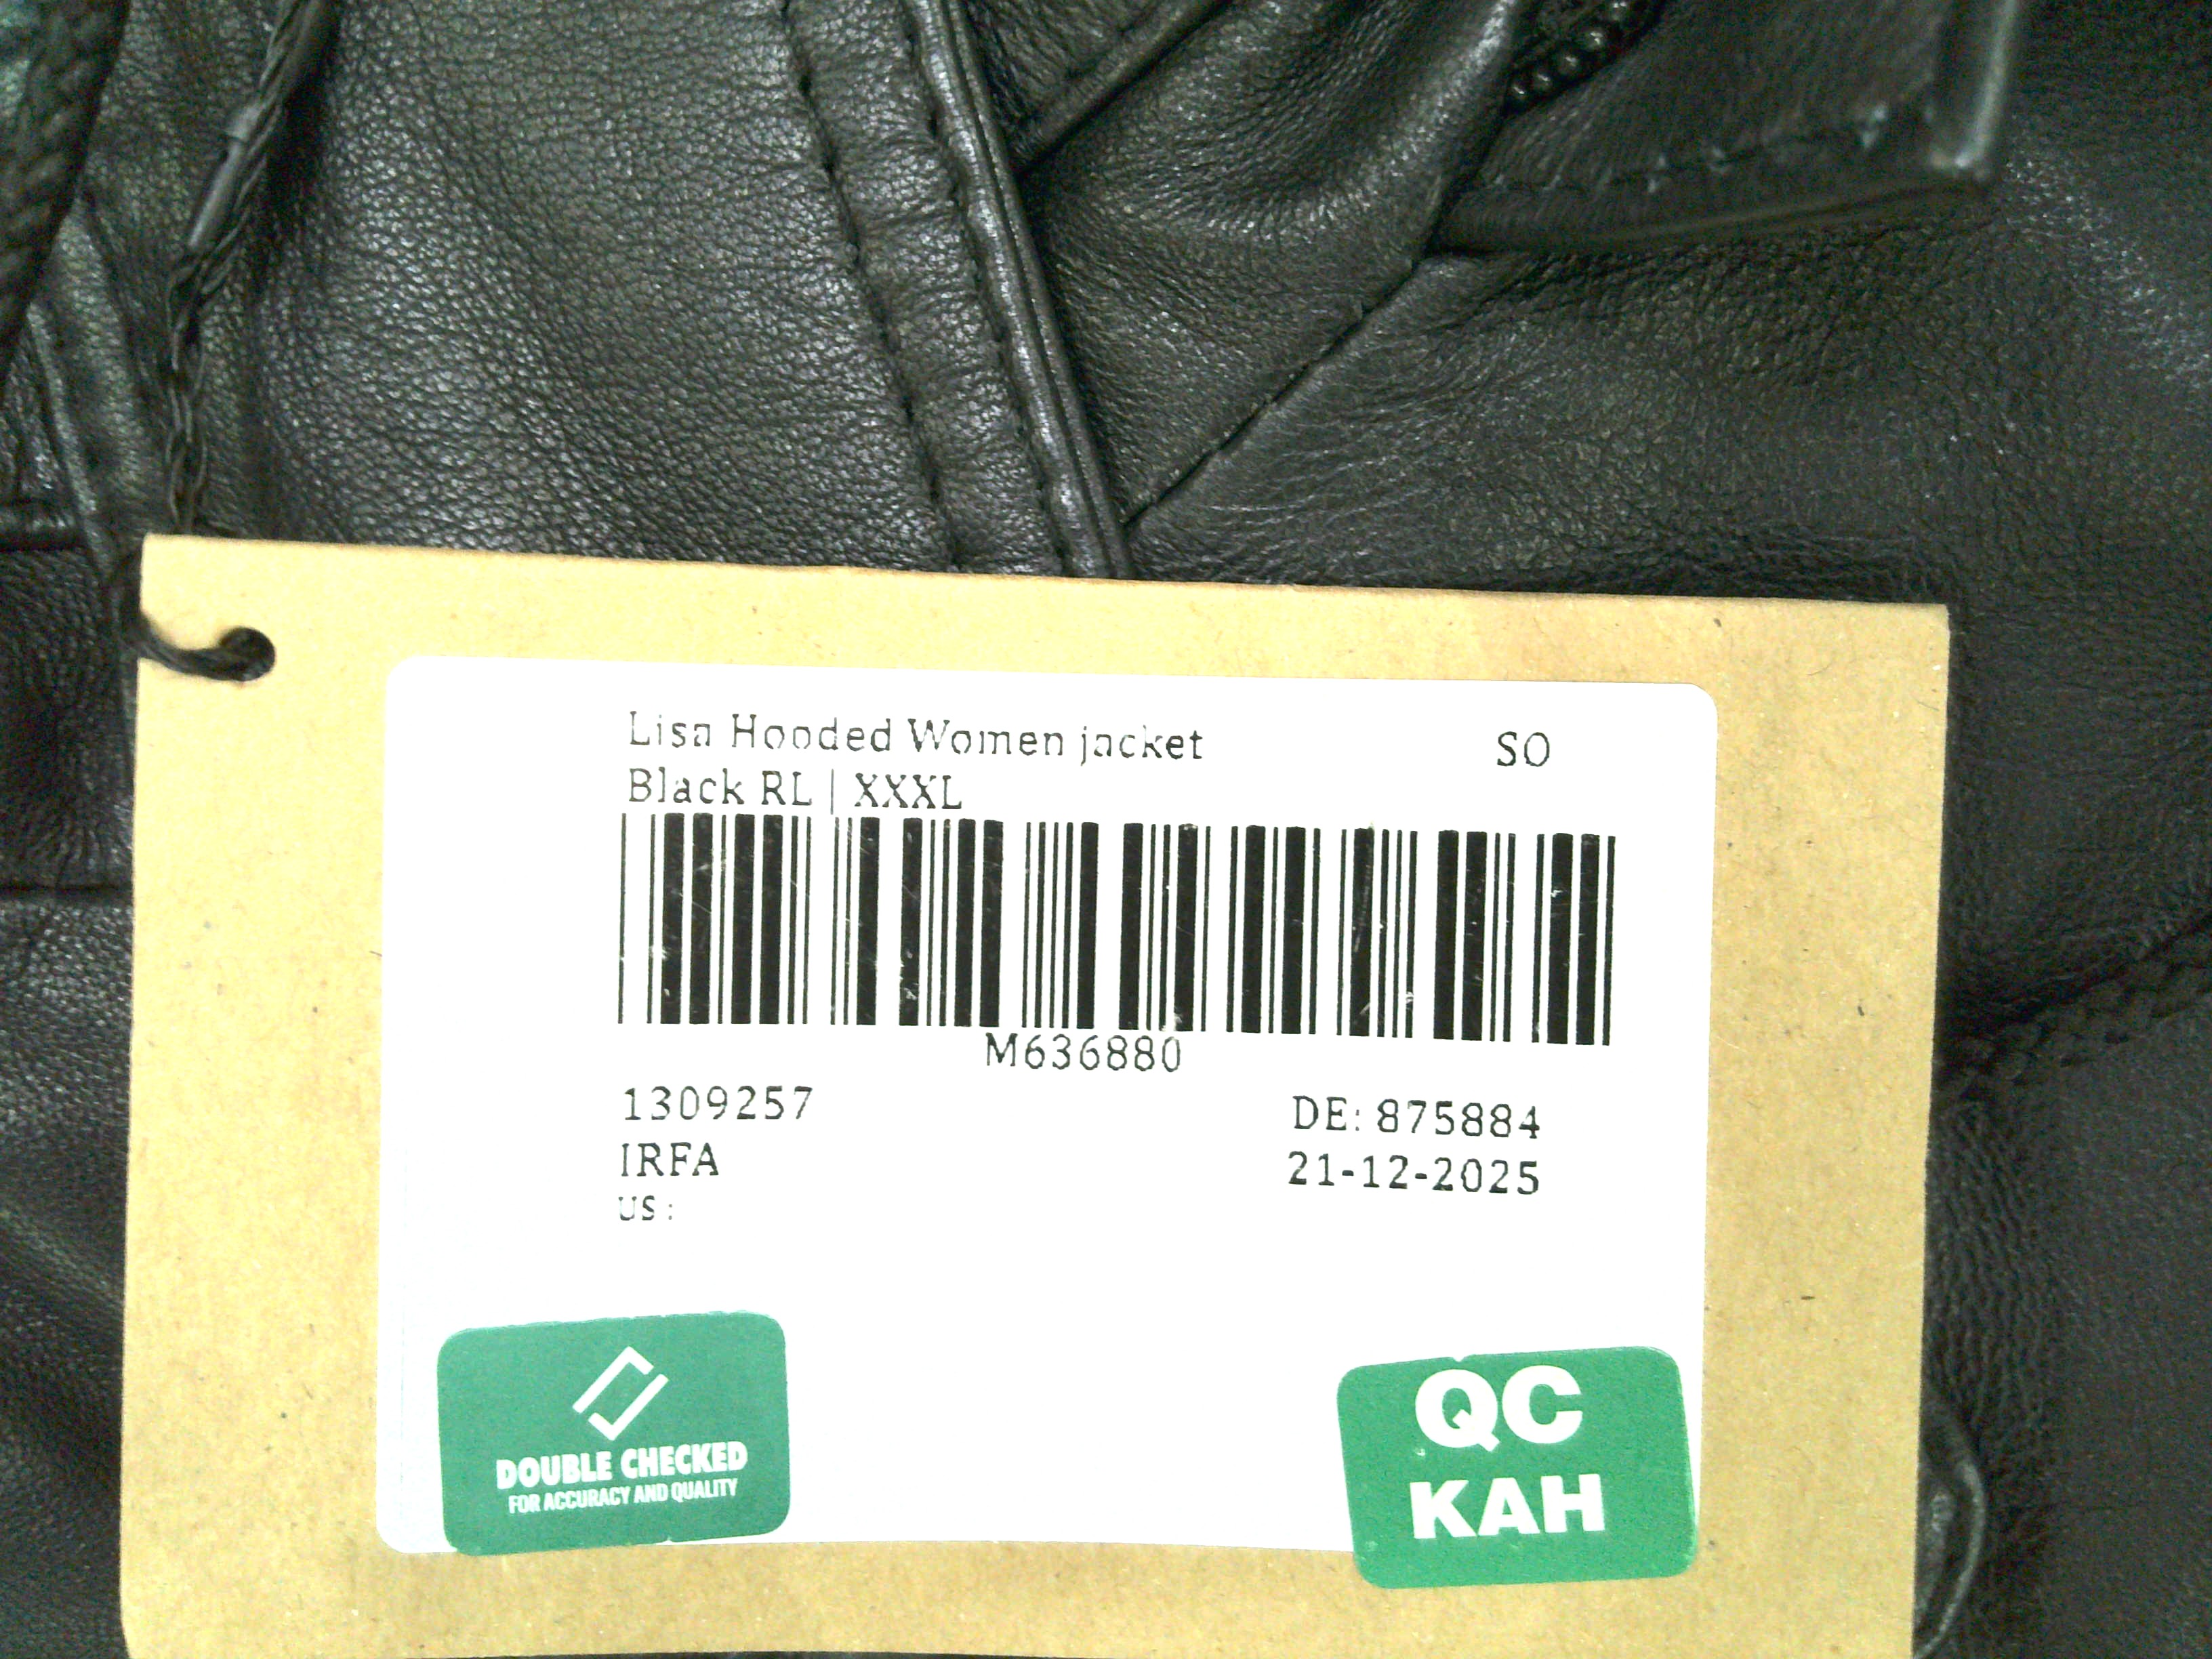 Lisa Hooded Women jacket SO
Black RL | XXXL
M636880
1309257 DE: 875884
IRFA 21-12-2025
US :
DOUBLE CHECKED
FOR ACCURACY AND QUALITY
QC
KAH